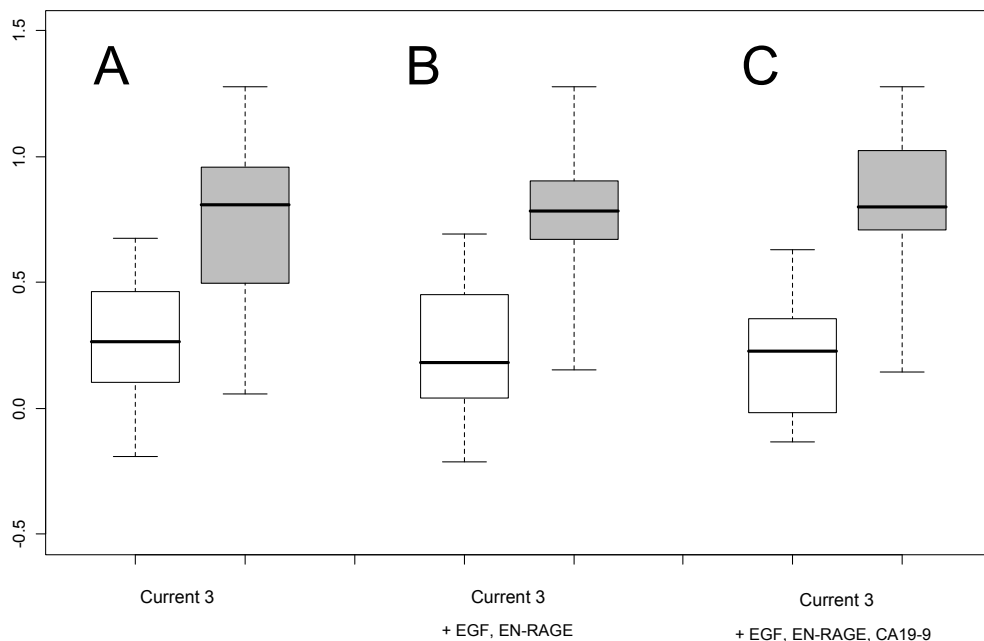 1.5
A
B
C
1.0
0.5
0.0
-0.5
Current 3
Current 3
Current 3
+ EGF, EN-RAGE
+ EGF, EN-RAGE, CA19-9